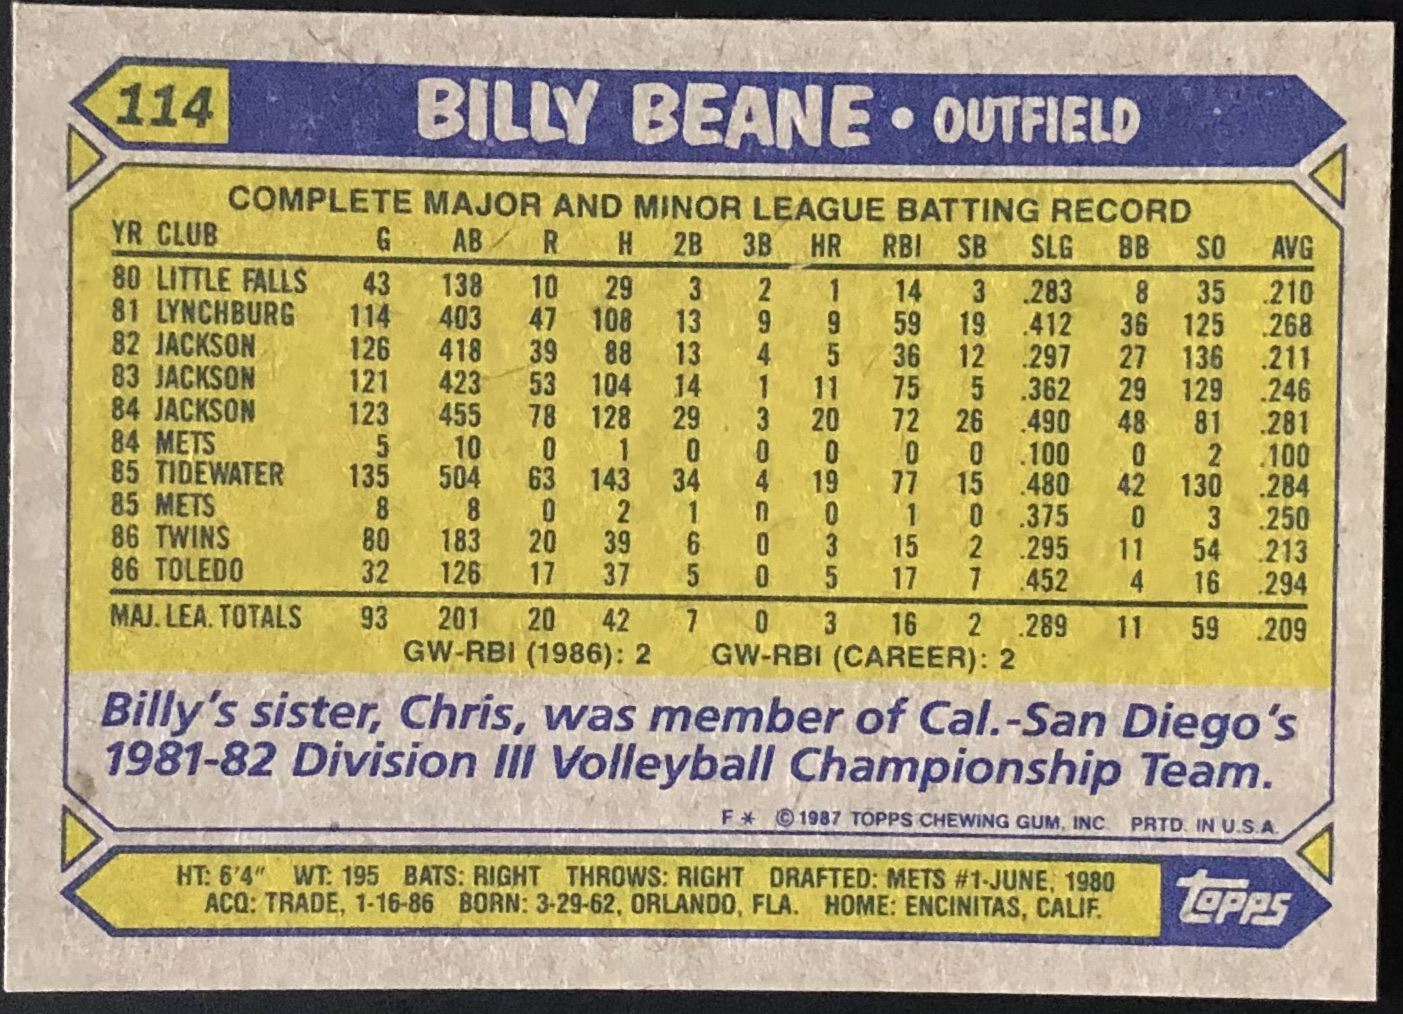 114 BILLY BEANE • OUTFIELD
COMPLETE MAJOR AND MINOR LEAGUE BATTING RECORD
YR CLUB G AB R H 2B 3B HR RBI SB SLG BB SO AVG
80 LITTLE FALLS 43 138 10 29 3 2 1 14 3 .283 8 35 .210
81 LYNCHBURG 114 403 47 108 13 9 9 59 19 .412 36 125 .268
82 JACKSON 126 418 39 88 13 4 5 36 12 .297 27 136 .211
83 JACKSON 121 423 53 104 14 1 11 75 5 .362 29 129 .246
84 JACKSON 123 455 78 128 29 3 20 72 26 .490 48 81 .281
84 METS 5 10 0 1 0 0 0 0 0 .100 0 2 .100
85 TIDEWATER 135 504 63 143 34 4 19 77 15 .480 42 130 .284
85 METS 8 8 0 2 1 0 0 1 0 .375 0 3 .250
86 TWINS 80 183 20 39 6 0 3 15 2 .295 11 54 .213
86 TOLEDO 32 126 17 37 5 0 5 17 7 .452 4 16 .294
MAJ. LEA. TOTALS 93 201 20 42 7 0 3 16 2 .289 11 59 .209
GW-RBI (1986): 2 GW-RBI (CAREER): 2
Billy's sister, Chris, was member of Cal.-San Diego's
1981-82 Division III Volleyball Championship Team.
F * © 1987 TOPPS CHEWING GUM, INC. PRTD. IN U.S.A.
HT: 6'4" WT: 195 BATS: RIGHT THROWS: RIGHT DRAFTED: METS #1-JUNE, 1980
ACQ: TRADE, 1-16-86 BORN: 3-29-62, ORLANDO, FLA. HOME: ENCINITAS, CALIF.
TOPPS